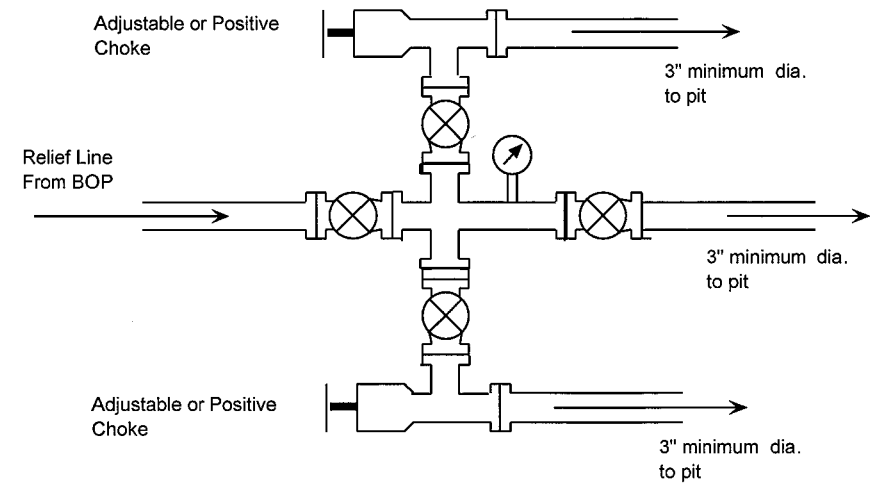 Adjustable or Positive
Choke
3" minimum dia.
to pit
Relief Line
From BOP
3" minimum dia.
to pit
Adjustable or Positive
Choke
3" minimum dia.
to pit